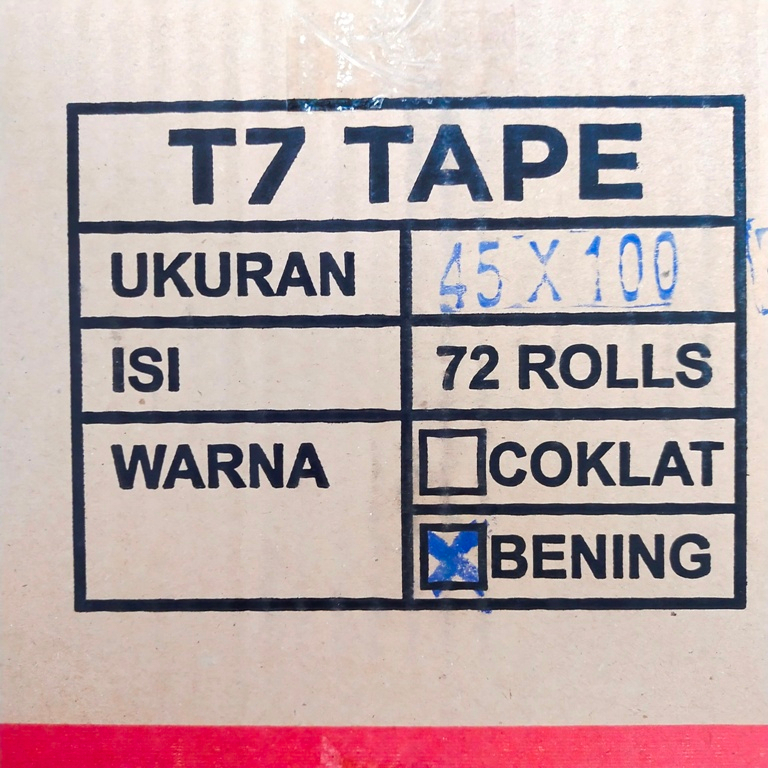 T7 TAPE
UKURAN 45 X 100
ISI 72 ROLLS
WARNA COKLAT
BENING